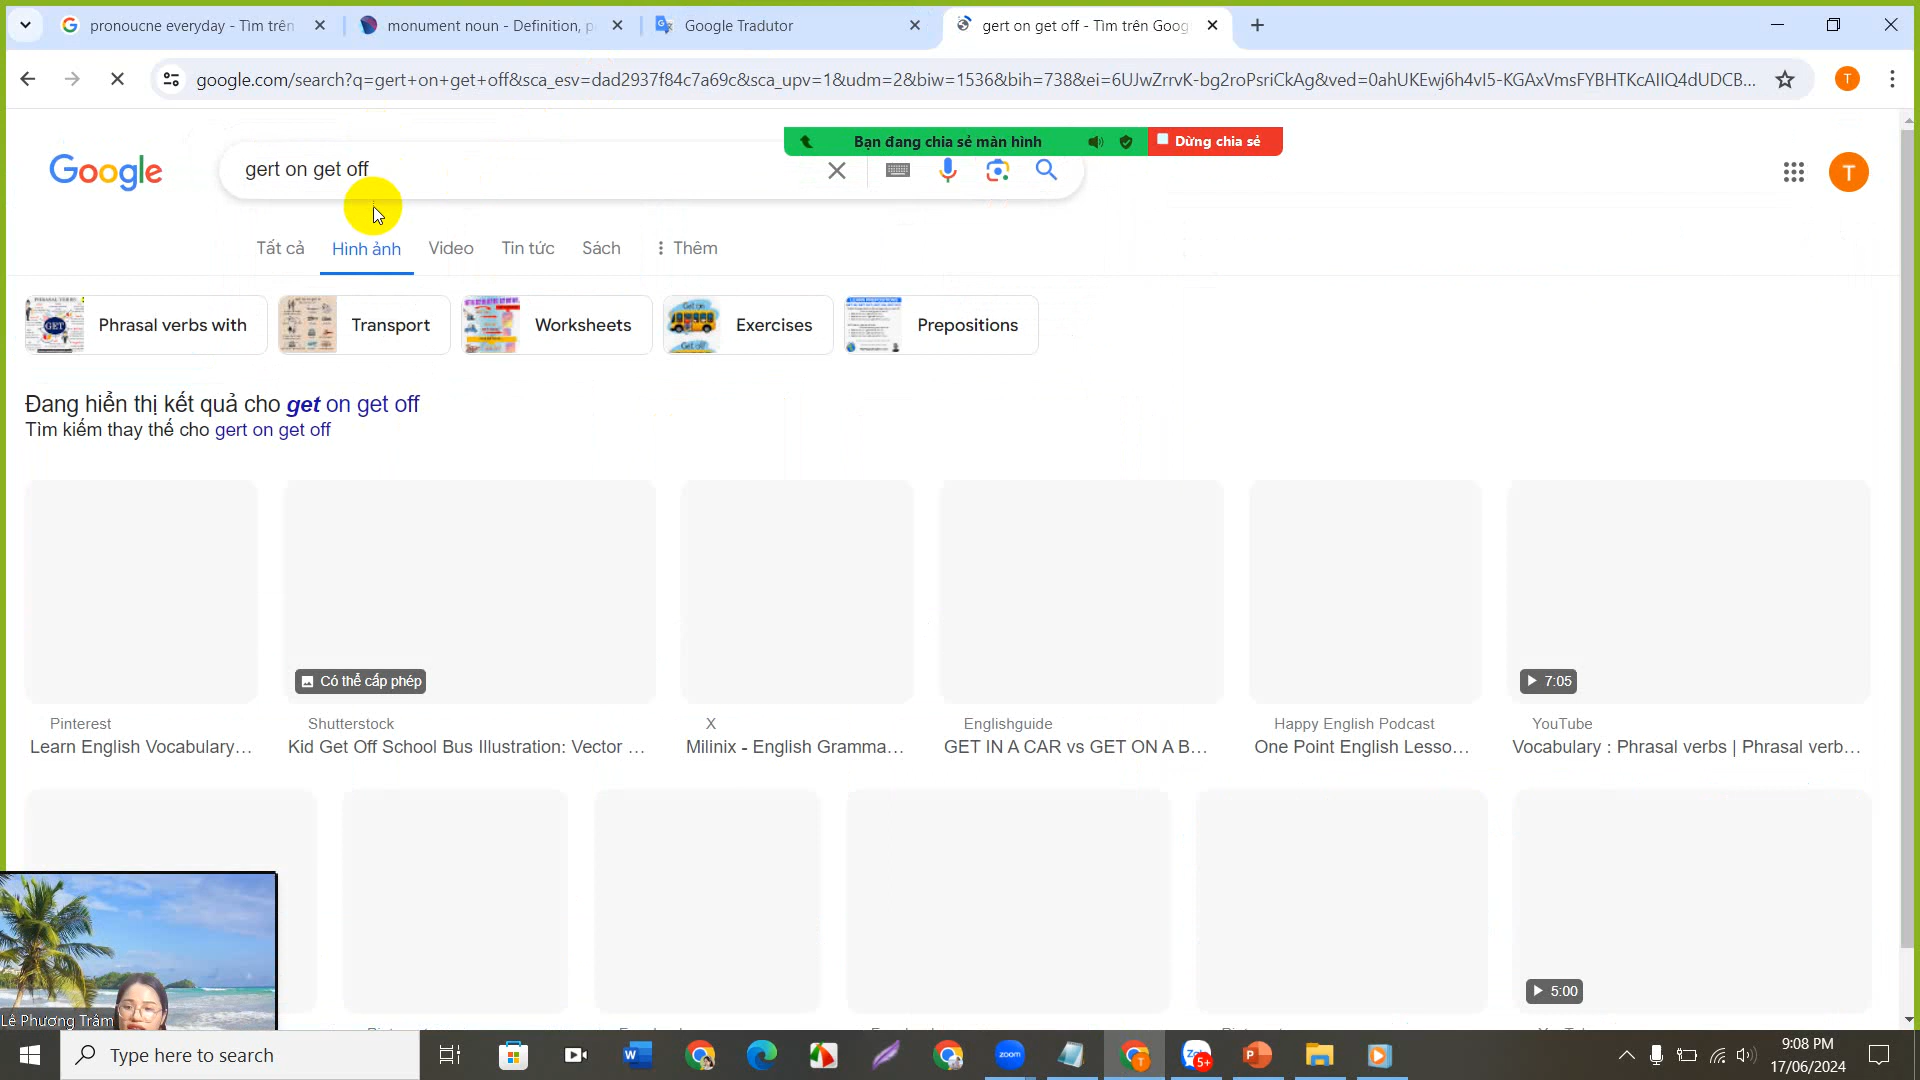 pronoucne everyday - Tìm trên
monument noun - Definition, p
Google Tradutor
gert on get off - Tìm trên Goog
google.com/search?q=gert+on+get+off&sca_esv=dad2937f84c7a69c&sca_upv=1&udm=2&biw=1536&bih=738&ei=6UJwZrrvK-bg2roPsriCkAg&ved=0ahUKEwj6h4vI5-KGAxVmsFYBHTKcAIIQ4dUDCB...
T
Bạn đang chia sẻ màn hình
Dừng chia sẻ
Google
gert on get off
T
Tất cả
Hình ảnh
Video
Tin tức
Sách
Thêm
Phrasal verbs with
Transport
Worksheets
Exercises
Prepositions
Đang hiển thị kết quả cho get on get off
Tìm kiếm thay thế cho gert on get off
Có thể cấp phép
7:05
Pinterest
Learn English Vocabulary...
Shutterstock
Kid Get Off School Bus Illustration: Vector ...
X
Milinix - English Gramma...
Englishguide
GET IN A CAR vs GET ON A B...
Happy English Podcast
One Point English Lesso...
YouTube
Vocabulary : Phrasal verbs | Phrasal verb...
5:00
Lê Phương Trâm
Type here to search
zoom
5+
9:08 PM
17/06/2024